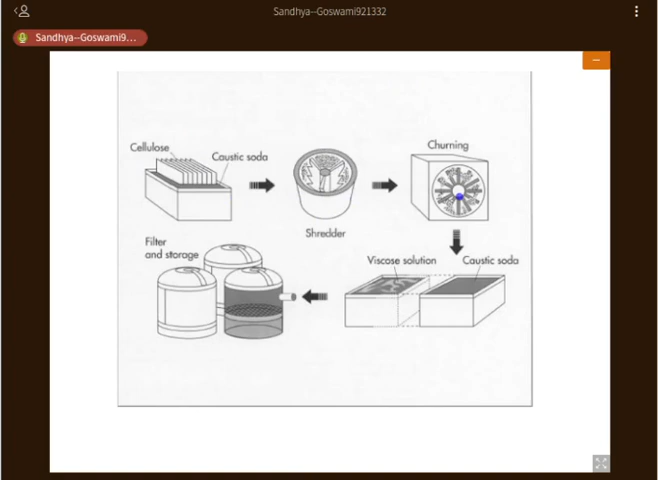 Sandhya--Goswami921332
Sandhya--Goswami9...
Cellulose
Caustic soda
Shredder
Churning
Viscose solution
Caustic soda
Filter
and storage